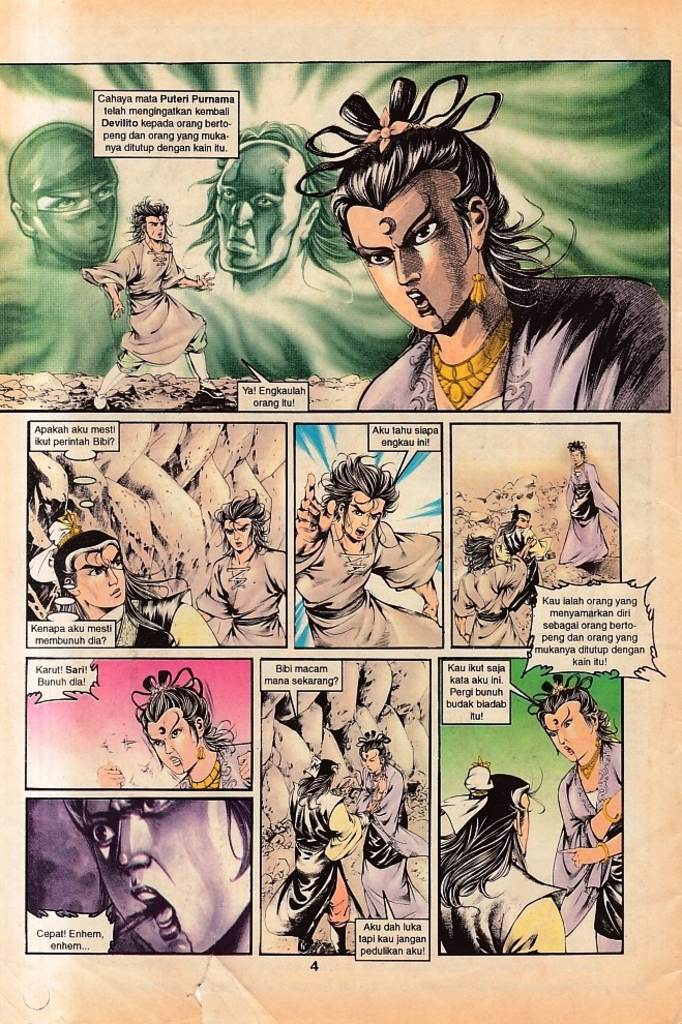 Cahaya mata Puteri Purnama
telah mengingatkan kembali
Devilito kepada orang berto-
peng dan orang yang muka-
nya ditutup dengan kain itu.
Ya! Engkaulah
orang itu!
Apakah aku mesti
ikut perintah Bibi?
Kenapa aku mesti
membunuh dia?
Aku tahu siapa
engkau ini!
Kau ialah orang yang
menyamarkan diri
sebagai orang berto-
peng dan orang yang
mukanya ditutup dengan
kain itu!
Karut! Sari!
Bunuh dia!
Cepat! Enhem,
enhem...
Bibi macam
mana sekarang?
Aku dah luka
tapi kau jangan
pedulikan aku!
Kau ikut saja
kata aku ini.
Pergi bunuh
budak biadab
itu!
4